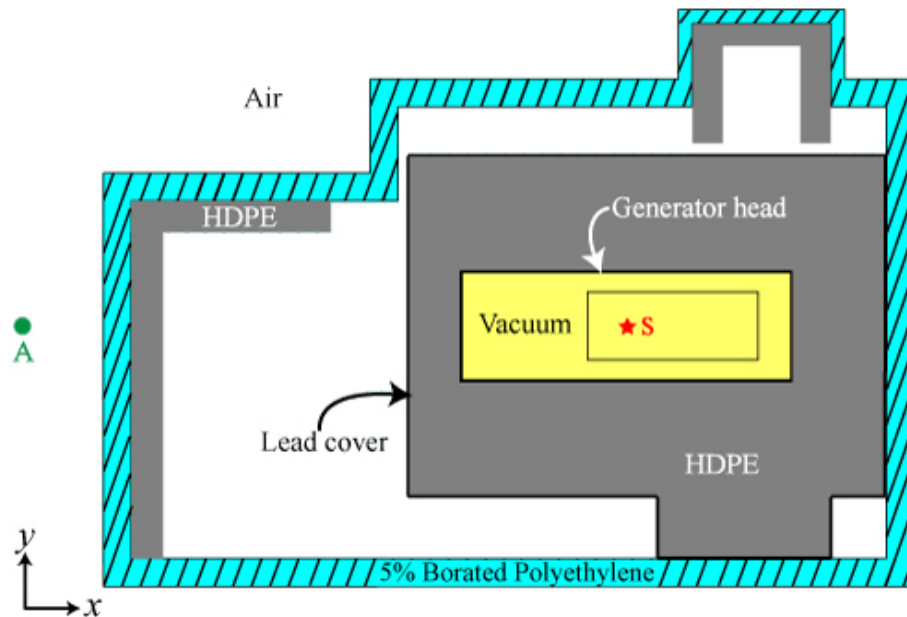 Air
HDPE
Generator head
Vacuum
S
A
Lead cover
HDPE
y
5% Borated Polyethylene
x